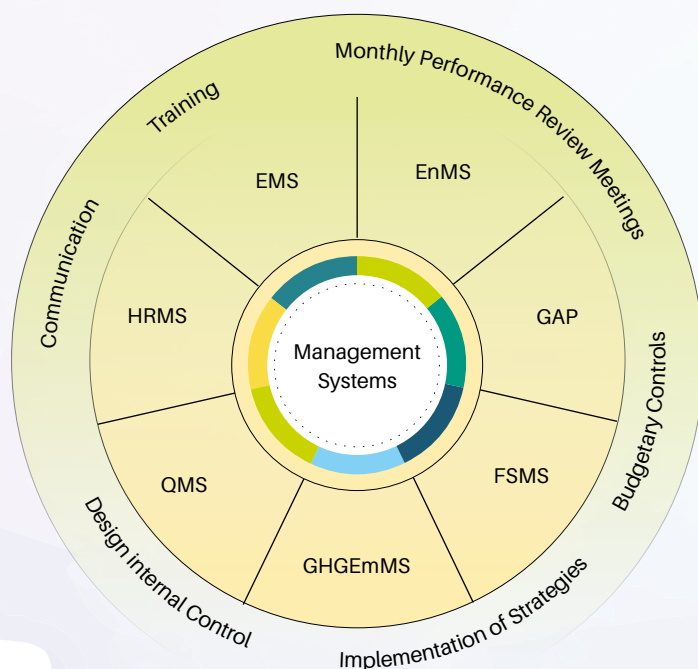 Monthly Performance Review Meetings
Training
Communication
Budgetary Controls
Design internal Control
Implementation of Strategies
EMS
EnMS
HRMS
GAP
QMS
FSMS
GHGEmMS
Management
Systems